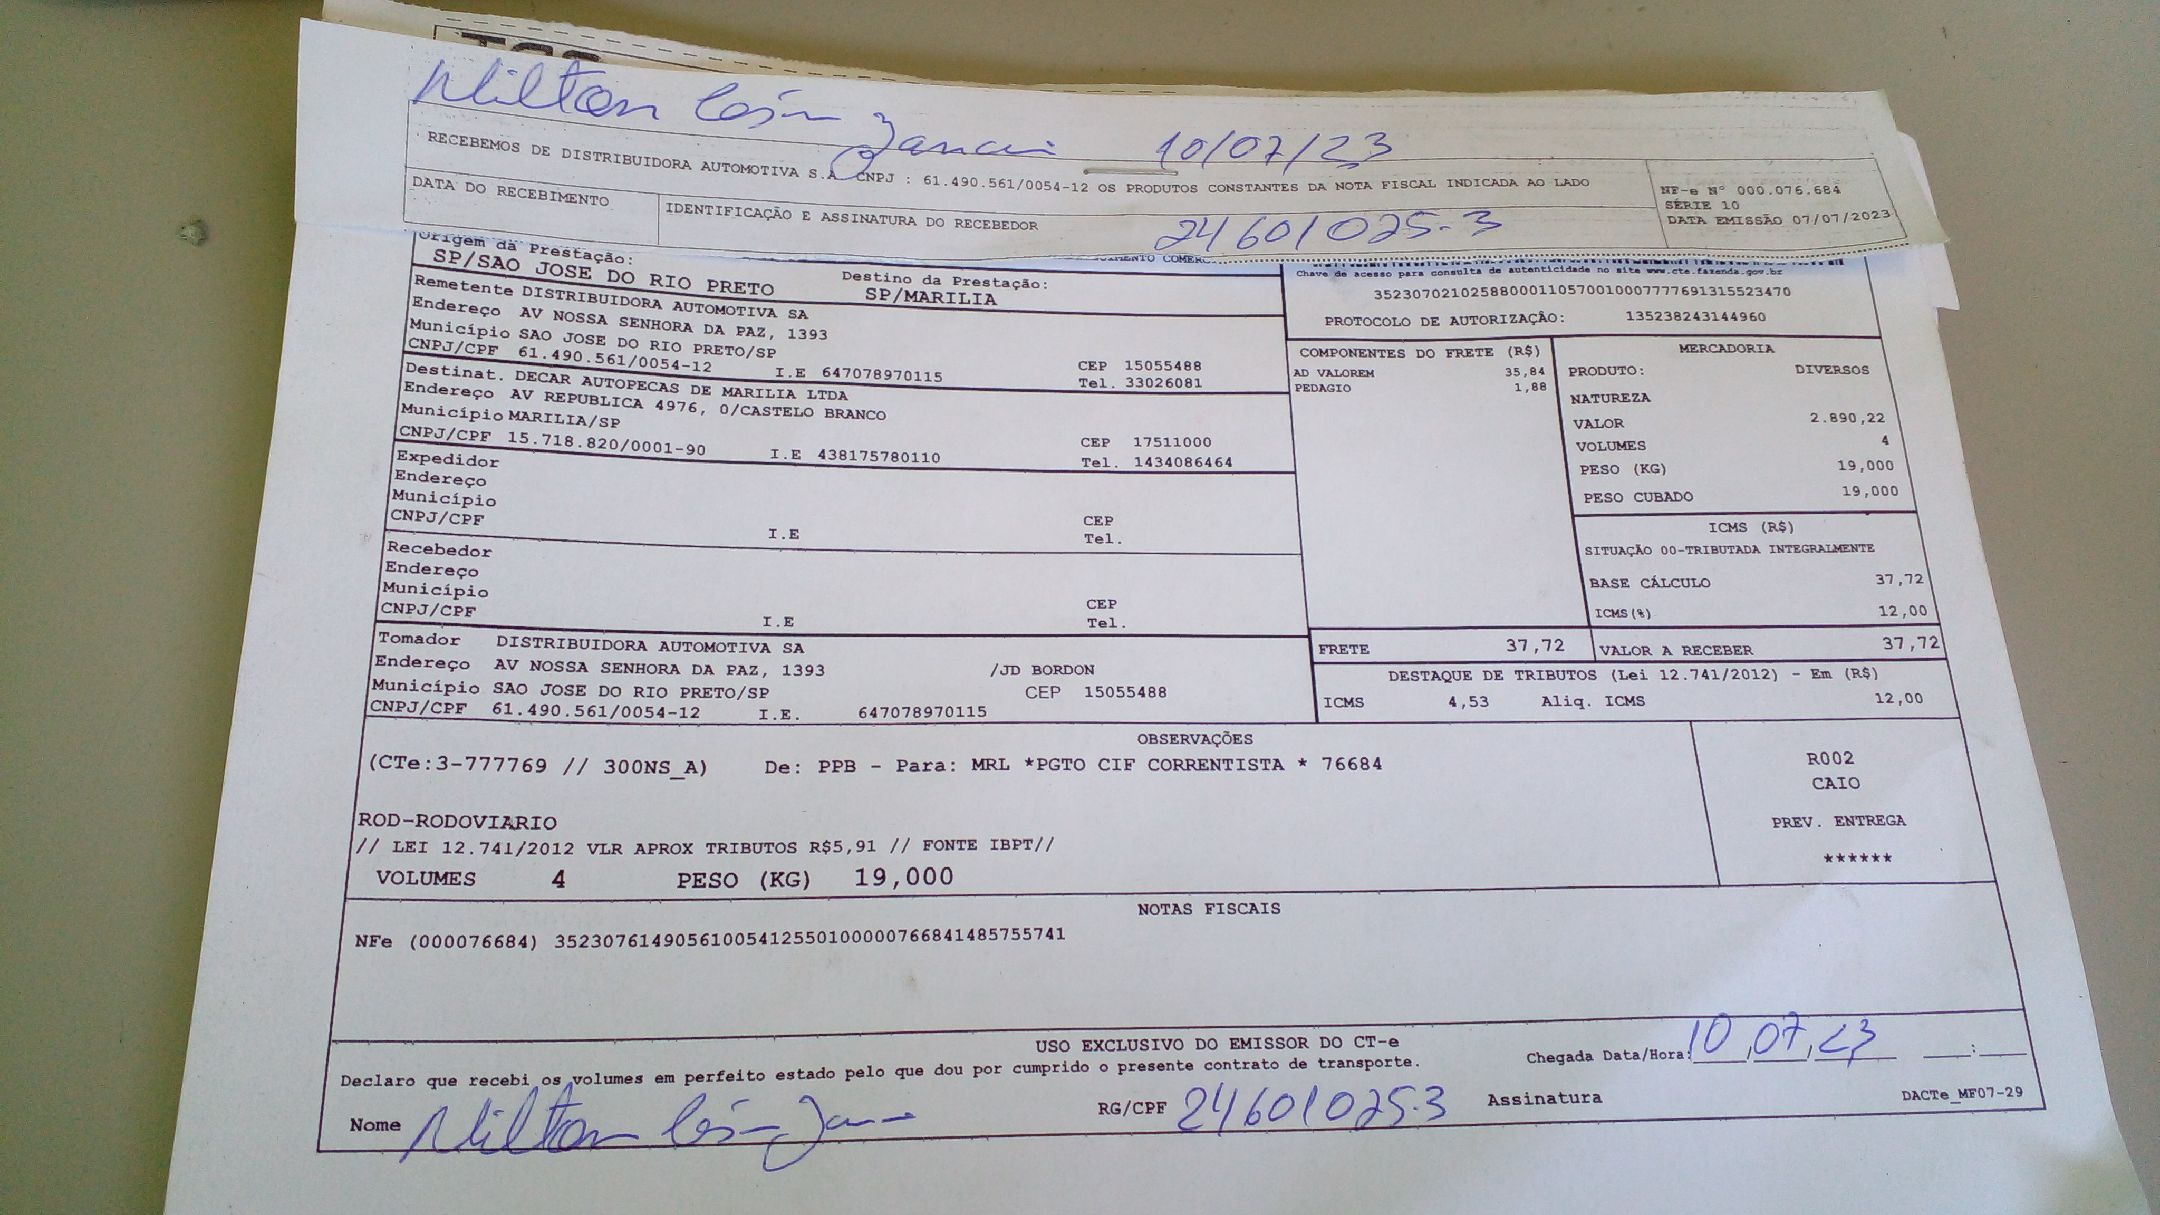 Milton César 10/07/23
RECEBEMOS DE DISTRIBUIDORA AUTOMOTIVA S.A CNPJ : 61.490.561/0054-12 OS PRODUTOS CONSTANTES DA NOTA FISCAL INDICADA AO LADO
NF-e Nº 000.076.684
SÉRIE 10
DATA EMISSÃO 07/07/2023
DATA DO RECEBIMENTO
IDENTIFICAÇÃO E ASSINATURA DO RECEBEDOR
24601025-3
Origem da Prestação:
SP/SAO JOSE DO RIO PRETO
Destino da Prestação:
SP/MARILIA
Chave de acesso para consulta de autenticidade no site www.cte.fazenda.gov.br
35230702102588000110570010007777691315523470
PROTOCOLO DE AUTORIZAÇÃO: 135238243144960
Remetente DISTRIBUIDORA AUTOMOTIVA SA
Endereço AV NOSSA SENHORA DA PAZ, 1393
Município SAO JOSE DO RIO PRETO/SP CEP 15055488
CNPJ/CPF 61.490.561/0054-12 I.E 647078970115 Tel. 33026081
Destinat. DECAR AUTOPECAS DE MARILIA LTDA
Endereço AV REPUBLICA 4976, 0/CASTELO BRANCO
Município MARILIA/SP CEP 17511000
CNPJ/CPF 15.718.820/0001-90 I.E 438175780110 Tel. 1434086464
Expedidor
Endereço
Município CEP
CNPJ/CPF I.E Tel.
Recebedor
Endereço
Município CEP
CNPJ/CPF I.E Tel.
Tomador DISTRIBUIDORA AUTOMOTIVA SA
Endereço AV NOSSA SENHORA DA PAZ, 1393 /JD BORDON
Município SAO JOSE DO RIO PRETO/SP CEP 15055488
CNPJ/CPF 61.490.561/0054-12 I.E. 647078970115
COMPONENTES DO FRETE (R$)
AD VALOREM 35,84
PEDAGIO 1,88
MERCADORIA
PRODUTO: DIVERSOS
NATUREZA
VALOR 2.890,22
VOLUMES 4
PESO (KG) 19,000
PESO CUBADO 19,000
ICMS (R$)
SITUAÇÃO 00-TRIBUTADA INTEGRALMENTE
BASE CÁLCULO 37,72
ICMS(%) 12,00
FRETE 37,72 VALOR A RECEBER 37,72
DESTAQUE DE TRIBUTOS (Lei 12.741/2012) - Em (R$)
ICMS 4,53 Aliq. ICMS 12,00
OBSERVAÇÕES
(CTe:3-777769 // 300NS_A) De: PPB - Para: MRL *PGTO CIF CORRENTISTA * 76684
ROD-RODOVIARIO
// LEI 12.741/2012 VLR APROX TRIBUTOS R$5,91 // FONTE IBPT//
VOLUMES 4 PESO (KG) 19,000
R002
CAIO
PREV. ENTREGA
******
NOTAS FISCAIS
NFe (000076684) 35230761490561005412550100000766841485755741
USO EXCLUSIVO DO EMISSOR DO CT-e
Declaro que recebi os volumes em perfeito estado pelo que dou por cumprido o presente contrato de transporte.
Chegada Data/Hora: 10,07,23 ___:___
Nome Milton César RG/CPF 24601025-3 Assinatura
DACTe_MF07-29